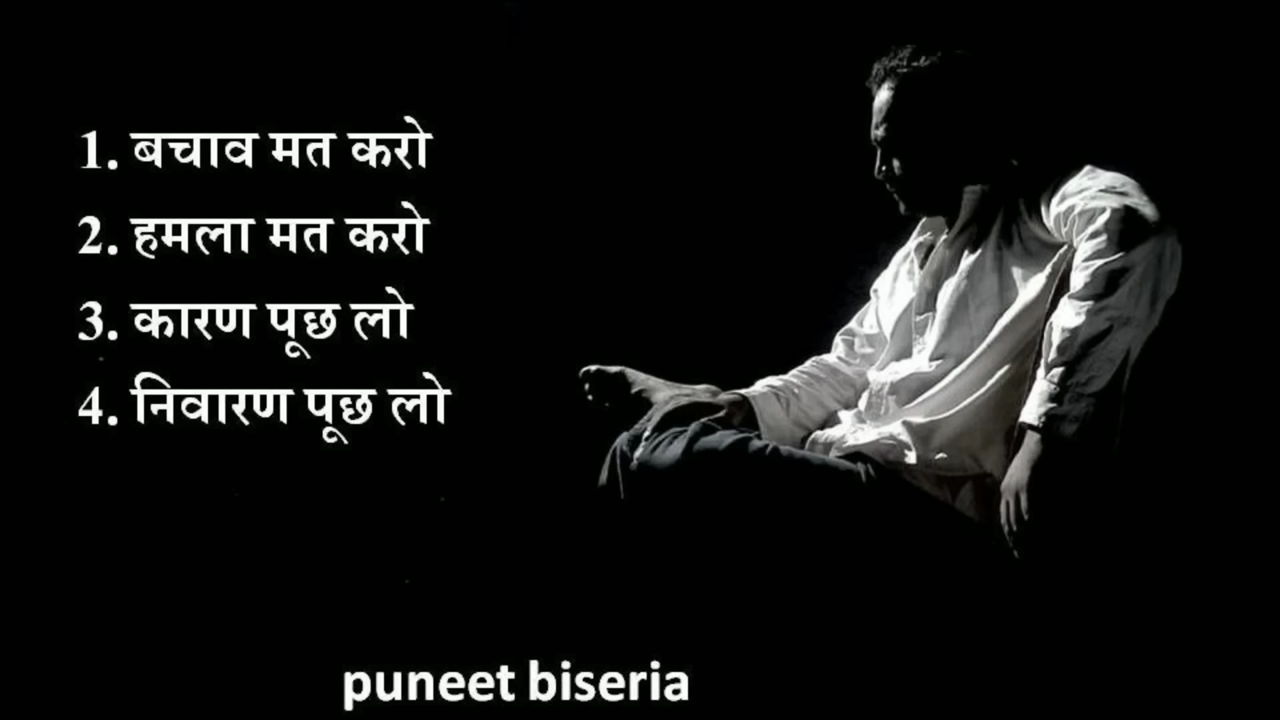 1. बचाव मत करो
2. हमला मत करो
3. कारण पूछ लो
4. निवारण पूछ लो
puneet biseria